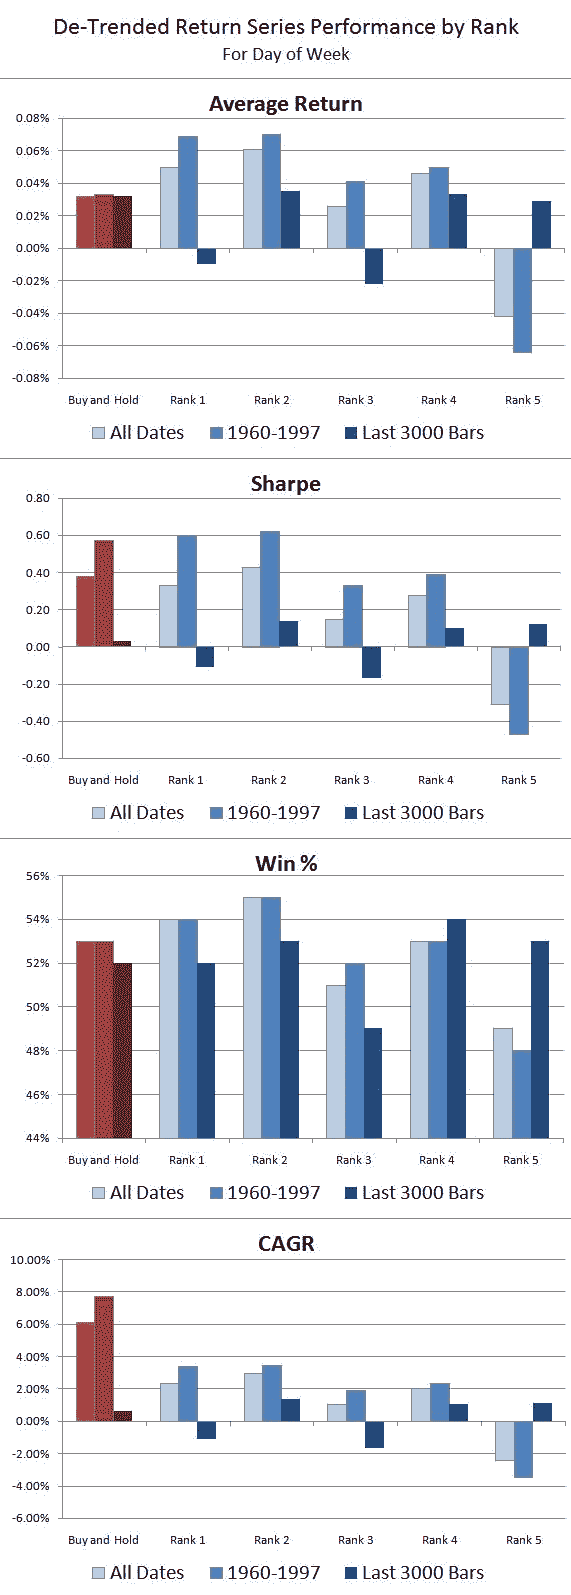 De-Trended Return Series Performance by Rank
For Day of Week
Average Return
0.08%
0.06%
0.04%
0.02%
0.00%
-0.02%
-0.04%
-0.06%
-0.08%
Buy and Hold Rank 1 Rank 2 Rank 3 Rank 4 Rank 5
All Dates 1960-1997 Last 3000 Bars
Sharpe
0.80
0.60
0.40
0.20
0.00
-0.20
-0.40
-0.60
Buy and Hold Rank 1 Rank 2 Rank 3 Rank 4 Rank 5
All Dates 1960-1997 Last 3000 Bars
Win %
56%
54%
52%
50%
48%
46%
44%
Buy and Hold Rank 1 Rank 2 Rank 3 Rank 4 Rank 5
All Dates 1960-1997 Last 3000 Bars
CAGR
10.00%
8.00%
6.00%
4.00%
2.00%
0.00%
-2.00%
-4.00%
-6.00%
Buy and Hold Rank 1 Rank 2 Rank 3 Rank 4 Rank 5
All Dates 1960-1997 Last 3000 Bars